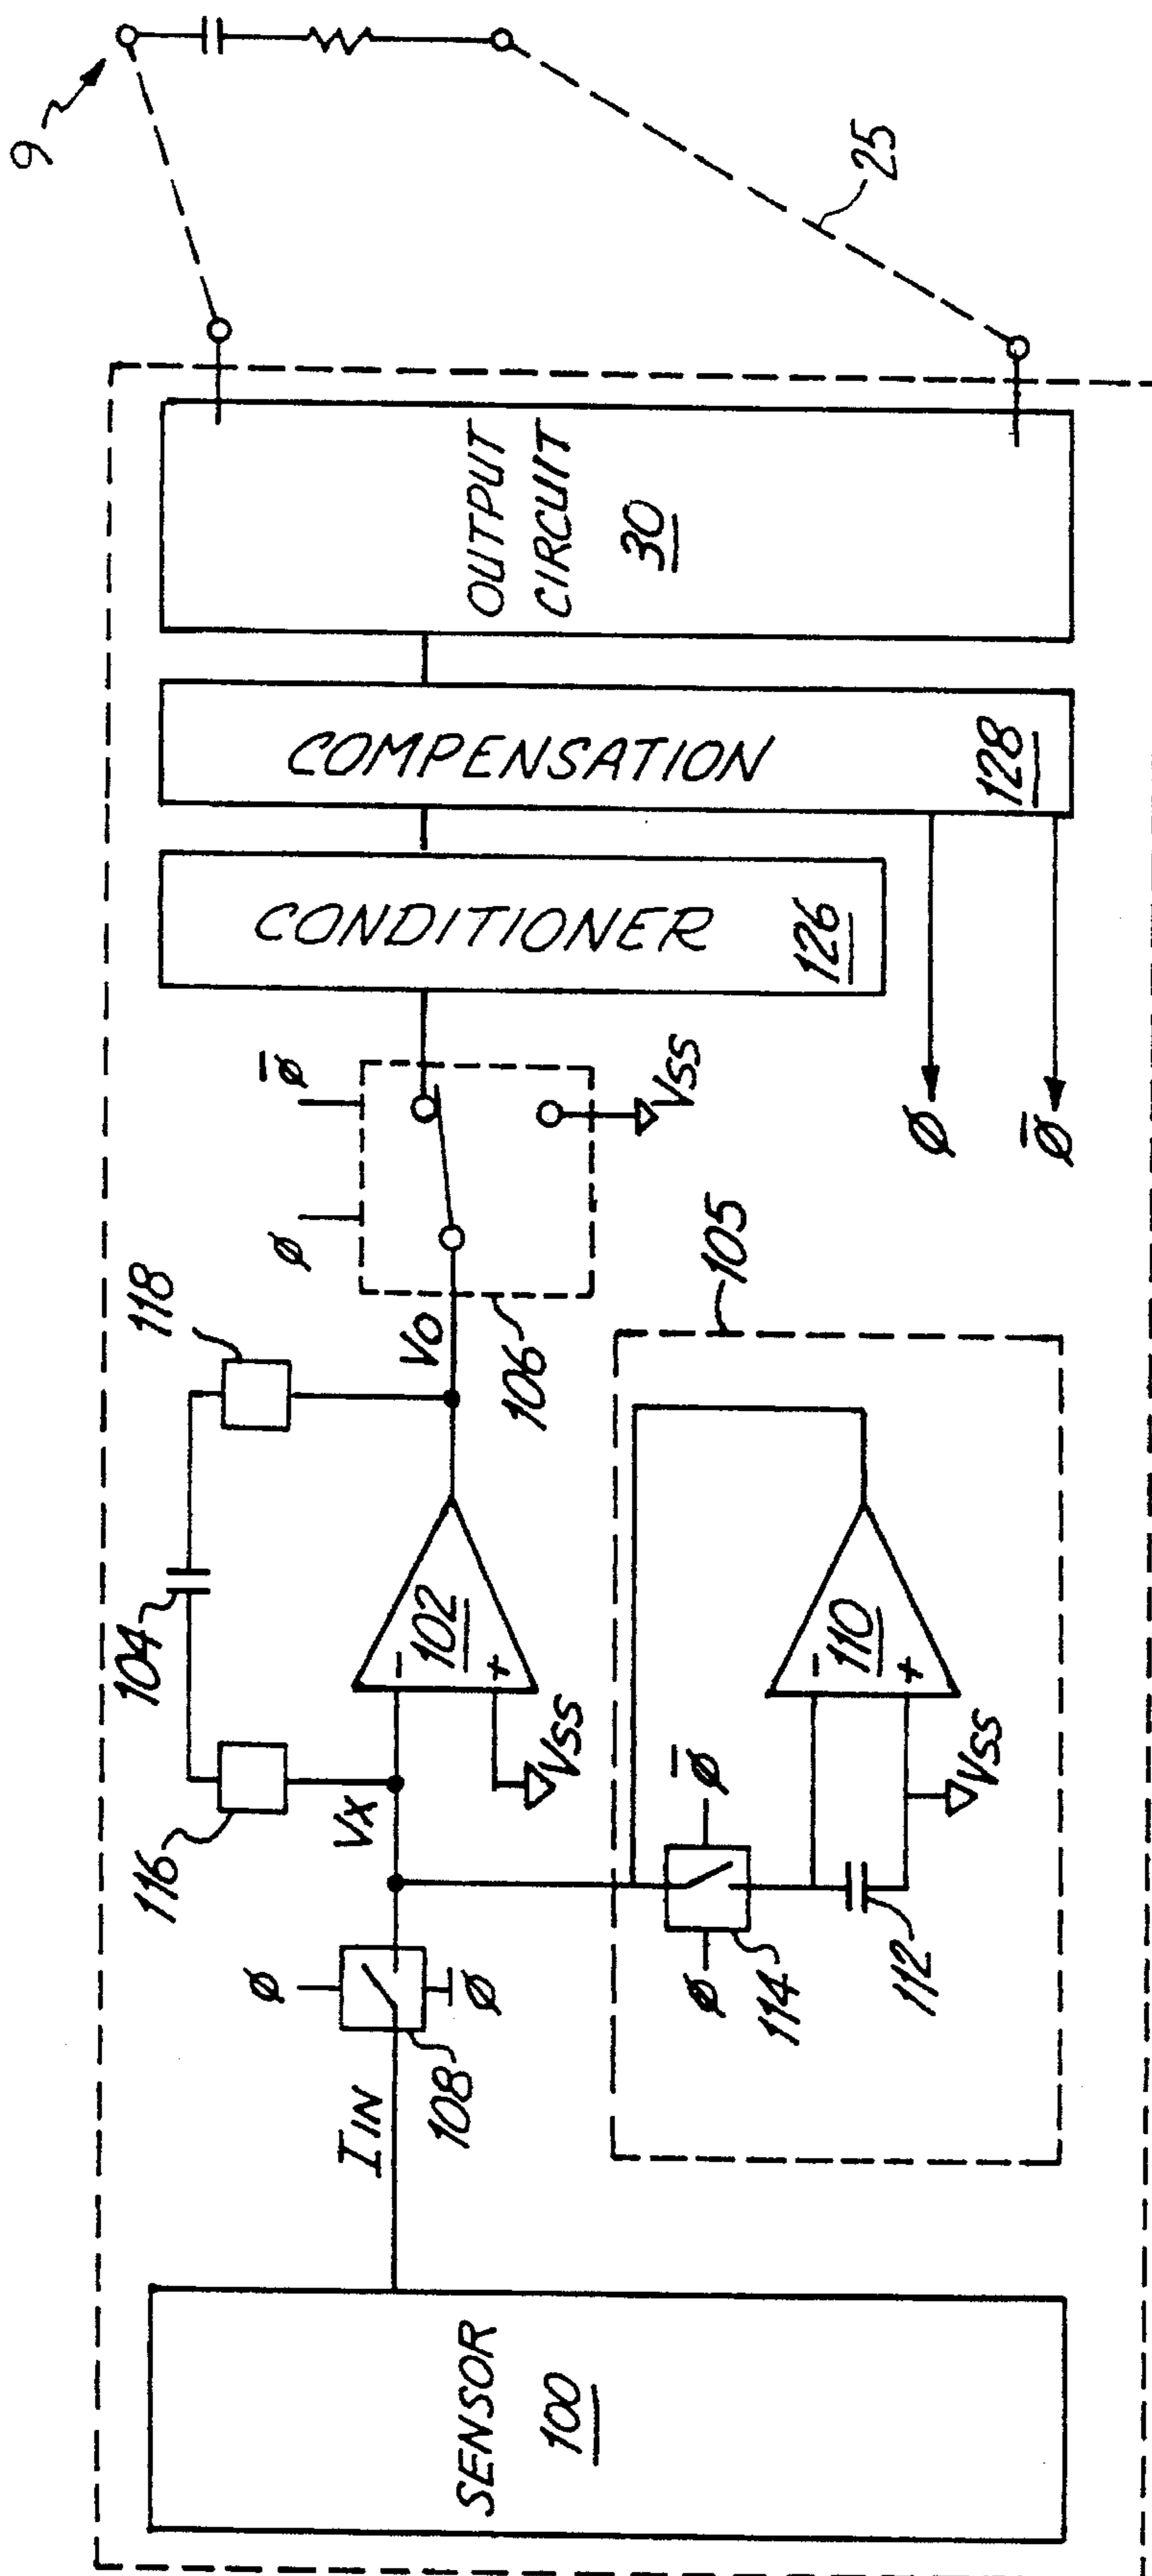 SENSOR
100
IIN
108
φ
φ̅
116
VX
104
102
−
+
VSS
118
VO
106
φ
φ̅
VSS
105
φ
φ̅
114
112
110
−
+
VSS
CONDITIONER
126
COMPENSATION
128
φ
φ̅
OUTPUT
CIRCUIT
30
9
25